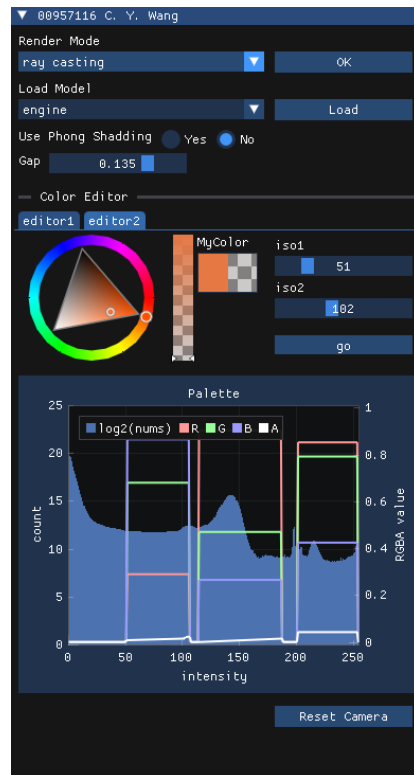 00957116 C. Y. Wang
Render Mode
ray casting
OK
Load Model
engine
Load
Use Phong Shadding Yes No
Gap 0.135
Color Editor
editor1 editor2
MyColor
iso1
51
iso2
102
go
Palette
log2(nums) R G B A
25
20
15
10
5
0
count
1
0.8
0.6
0.4
0.2
0
RGBA value
0 50 100 150 200 250
intensity
Reset Camera